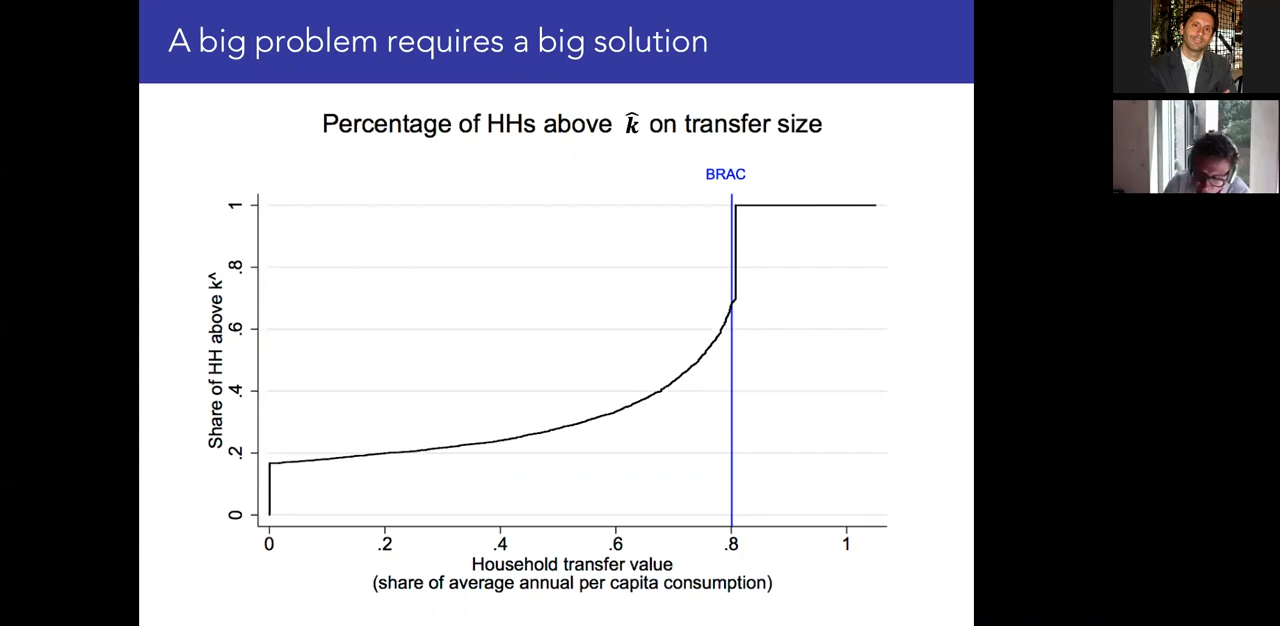 A big problem requires a big solution
Percentage of HHs above k̂ on transfer size
BRAC
Share of HH above k^
1
.8
.6
.4
.2
0
0 .2 .4 .6 .8 1
Household transfer value
(share of average annual per capita consumption)